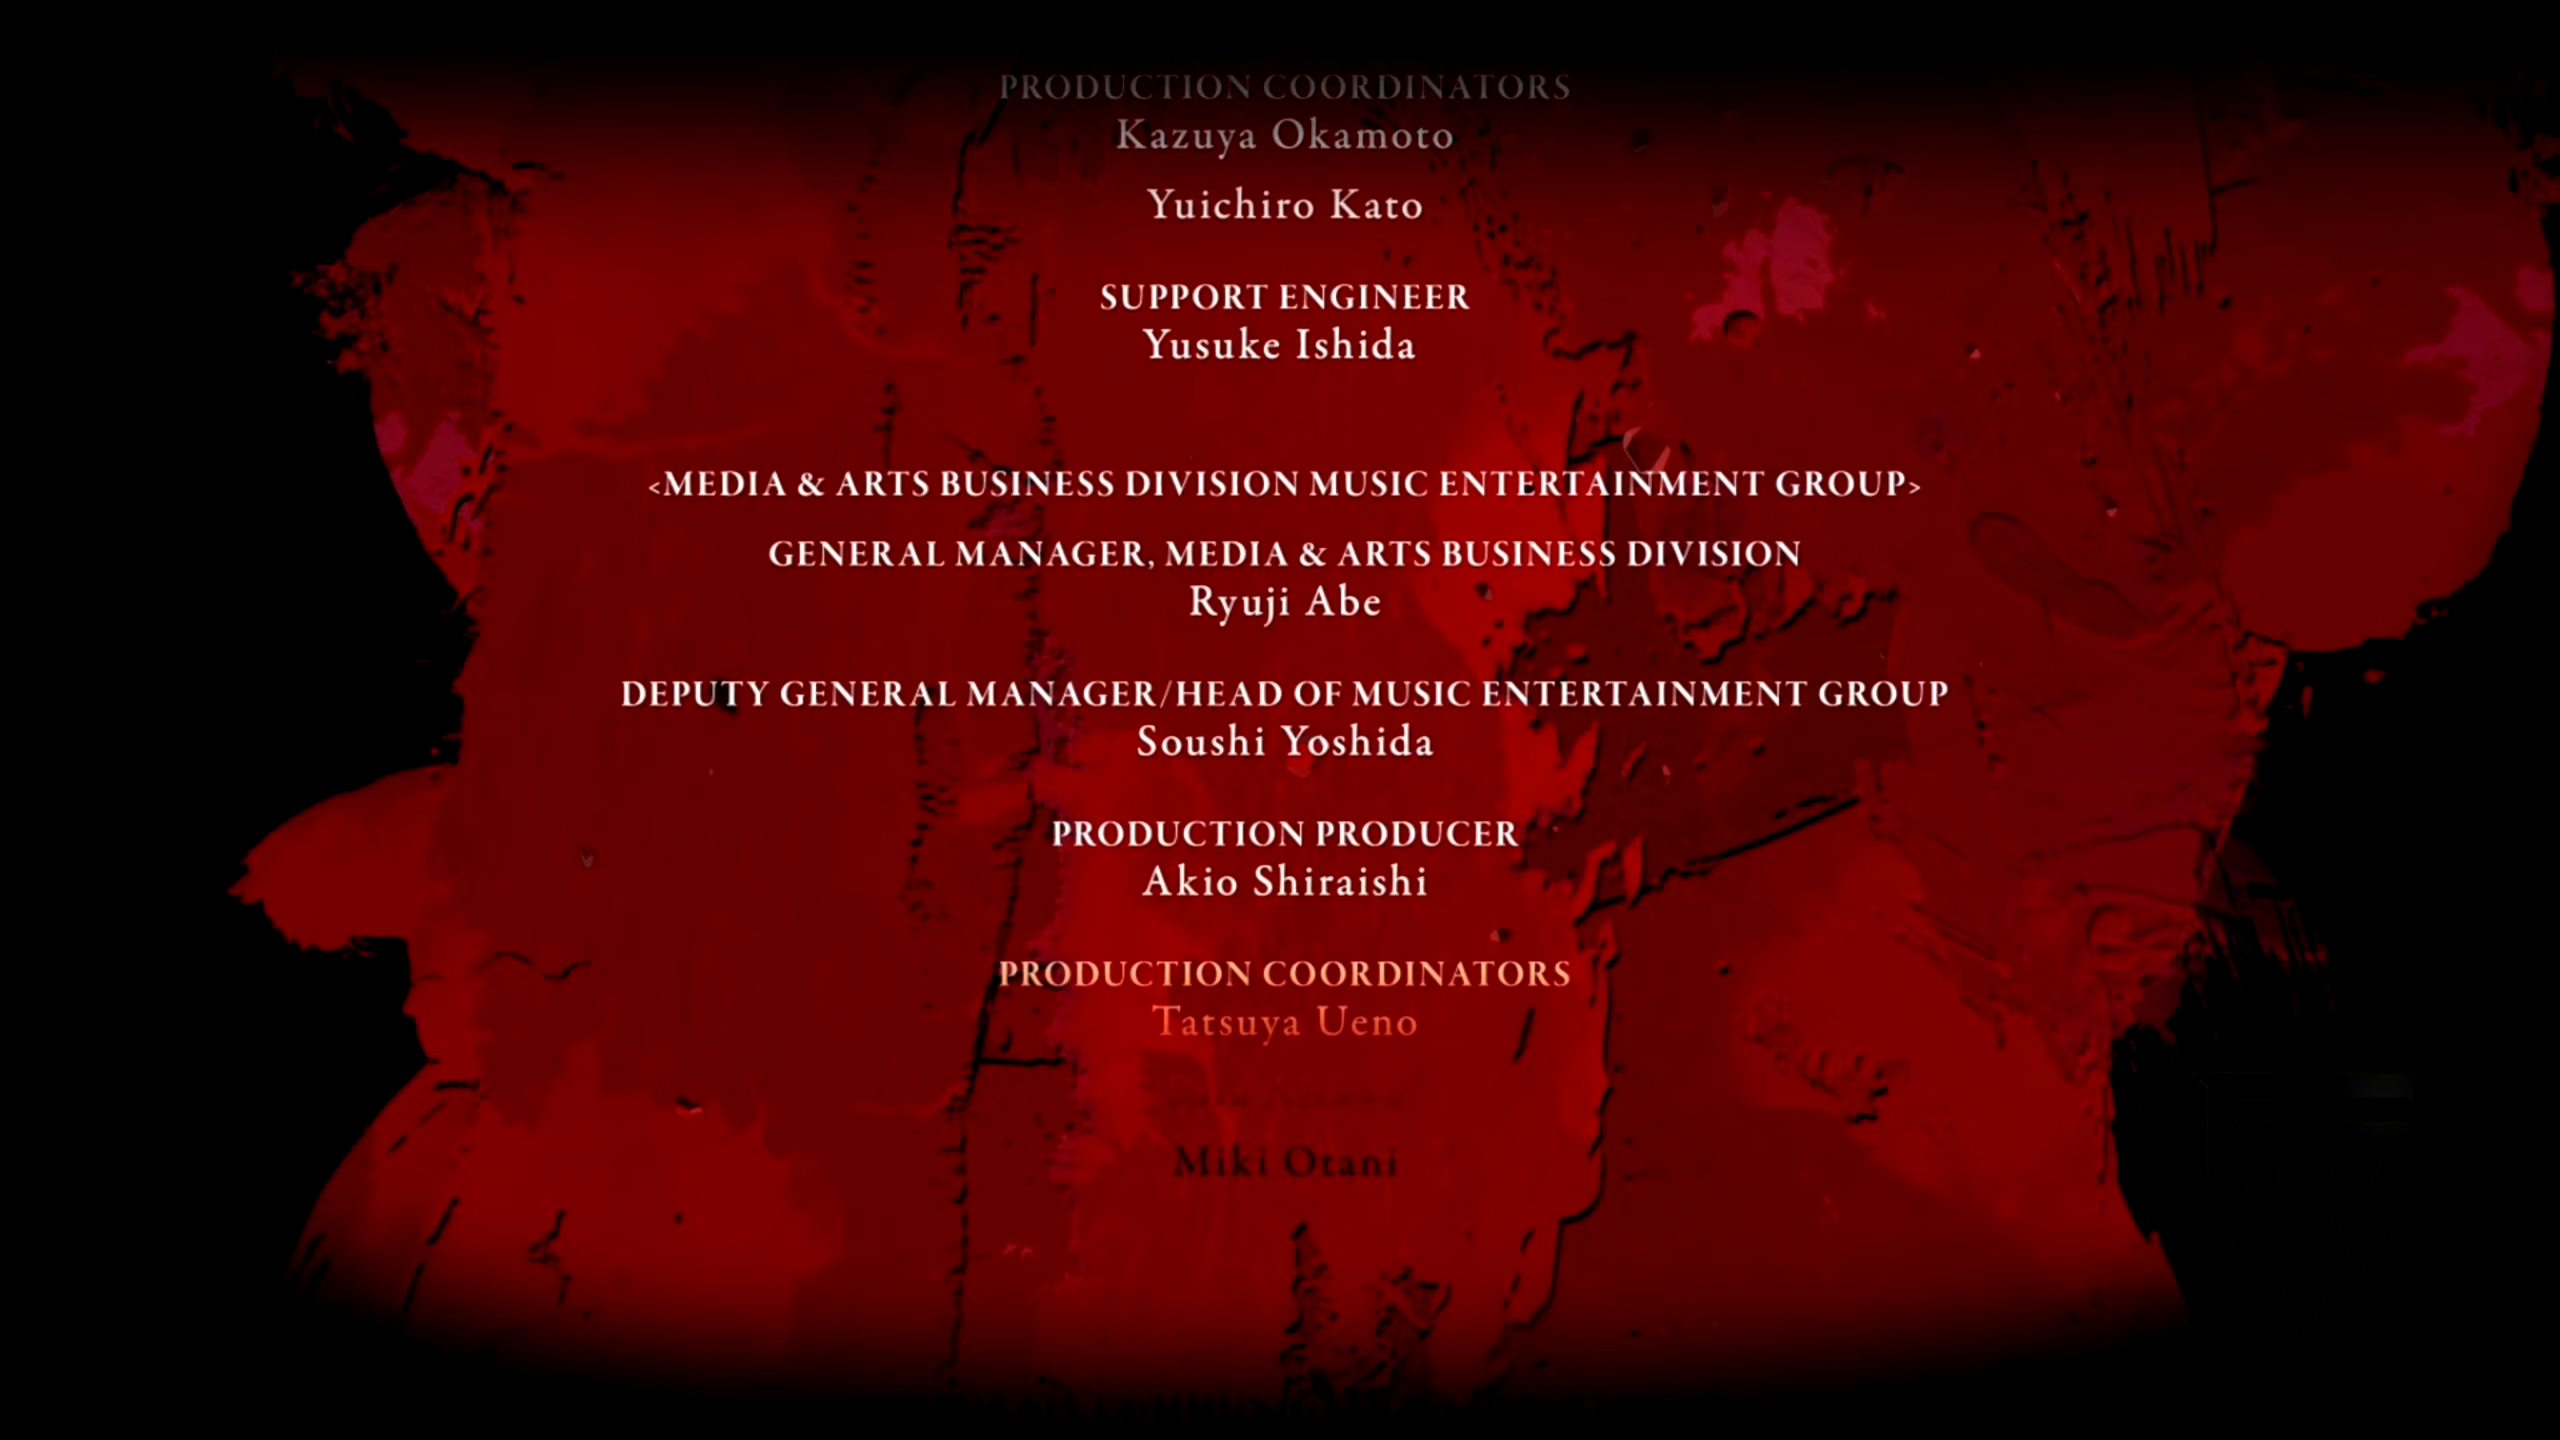 PRODUCTION COORDINATORS
Kazuya Okamoto
Yuichiro Kato
SUPPORT ENGINEER
Yusuke Ishida
<MEDIA & ARTS BUSINESS DIVISION MUSIC ENTERTAINMENT GROUP>
GENERAL MANAGER, MEDIA & ARTS BUSINESS DIVISION
Ryuji Abe
DEPUTY GENERAL MANAGER/HEAD OF MUSIC ENTERTAINMENT GROUP
Soushi Yoshida
PRODUCTION PRODUCER
Akio Shiraishi
PRODUCTION COORDINATORS
Tatsuya Ueno
Miki Otani